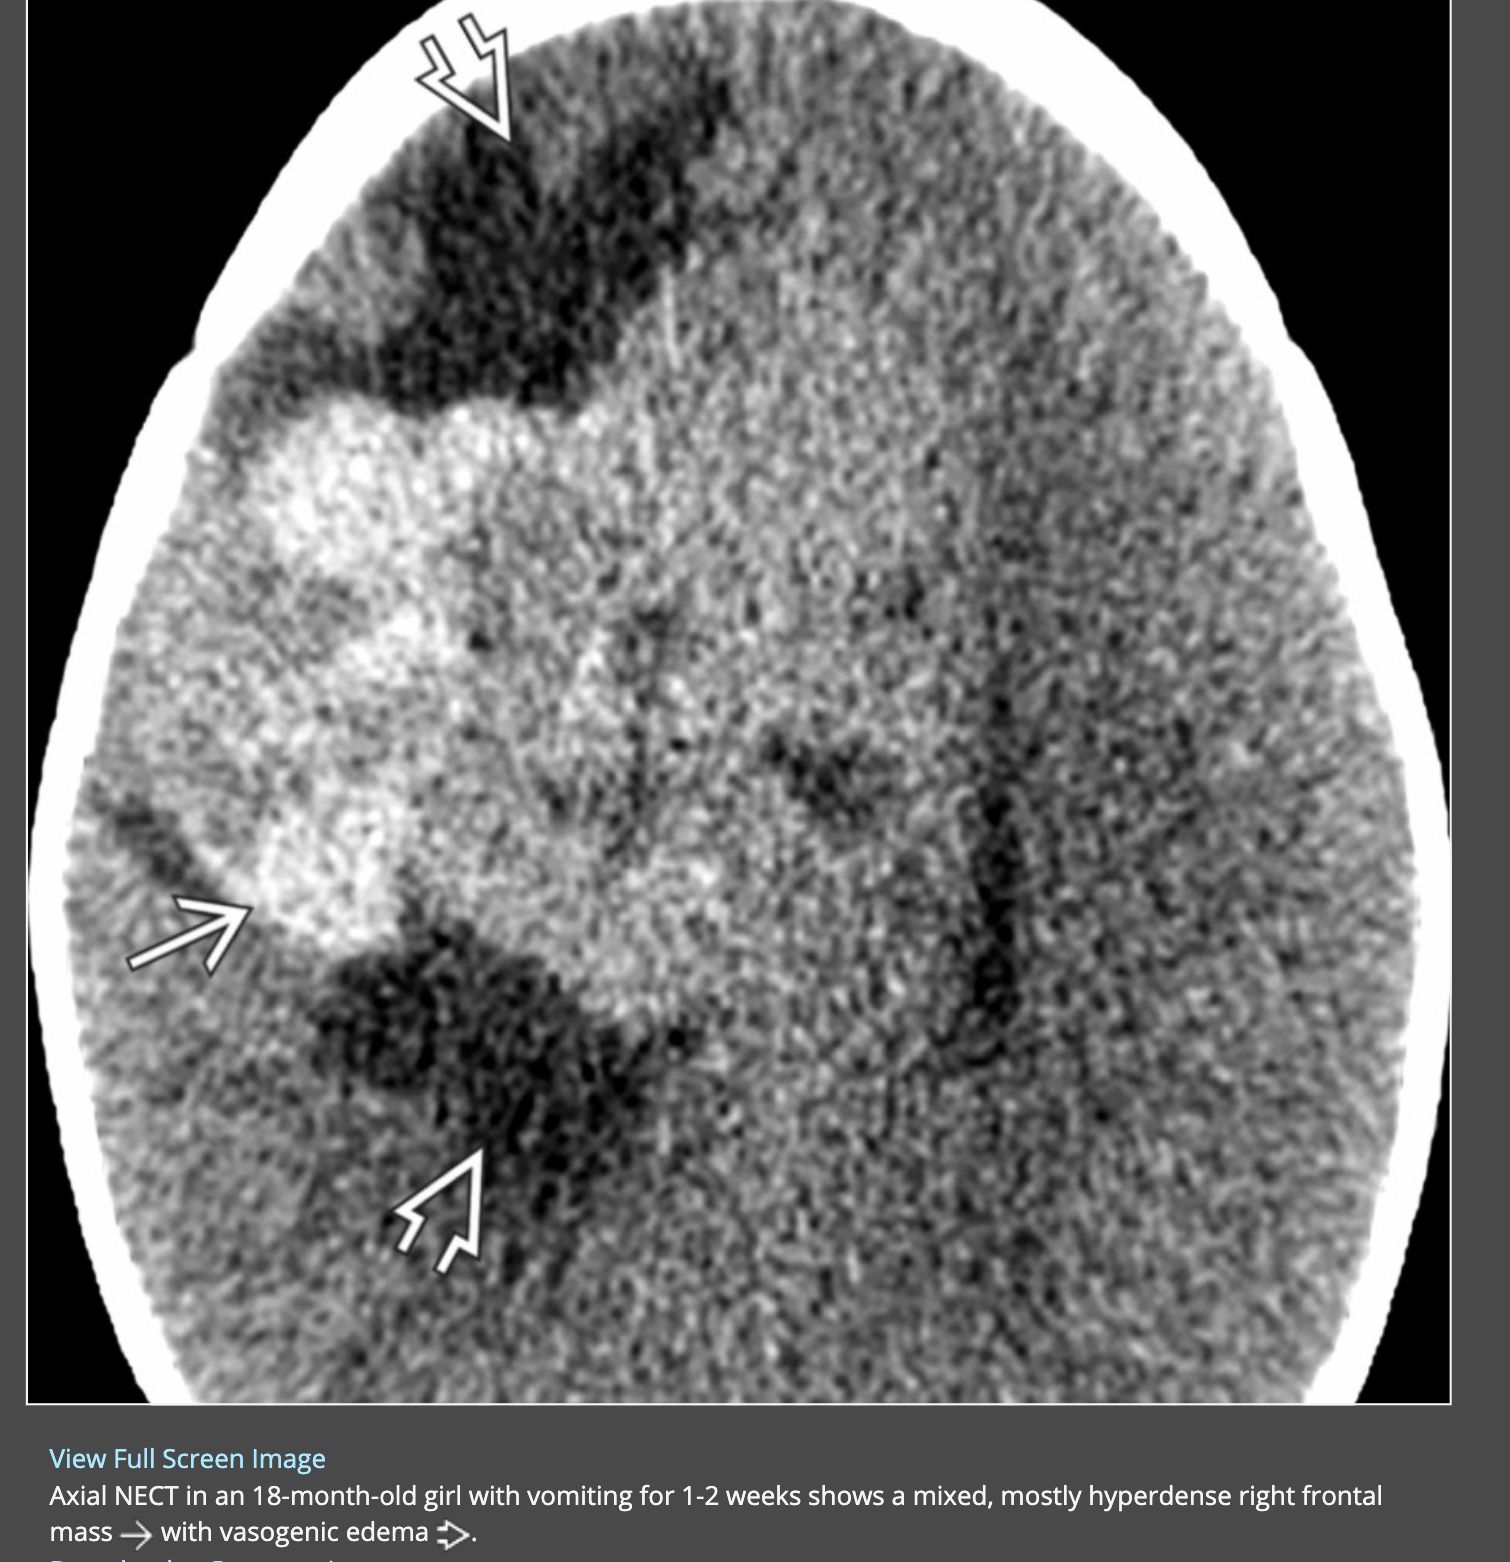 View Full Screen Image
Axial NECT in an 18-month-old girl with vomiting for 1-2 weeks shows a mixed, mostly hyperdense right frontal
mass → with vasogenic edema ⇨.